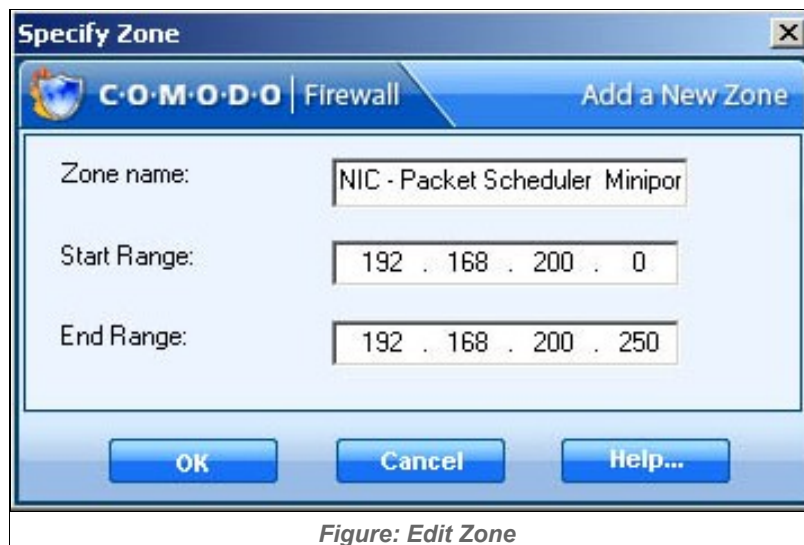 Specify Zone
C·O·M·O·D·O | Firewall
Add a New Zone
Zone name:
NIC - Packet Scheduler Minipor
Start Range:
192 . 168 . 200 . 0
End Range:
192 . 168 . 200 . 250
OK
Cancel
Help...
Figure: Edit Zone